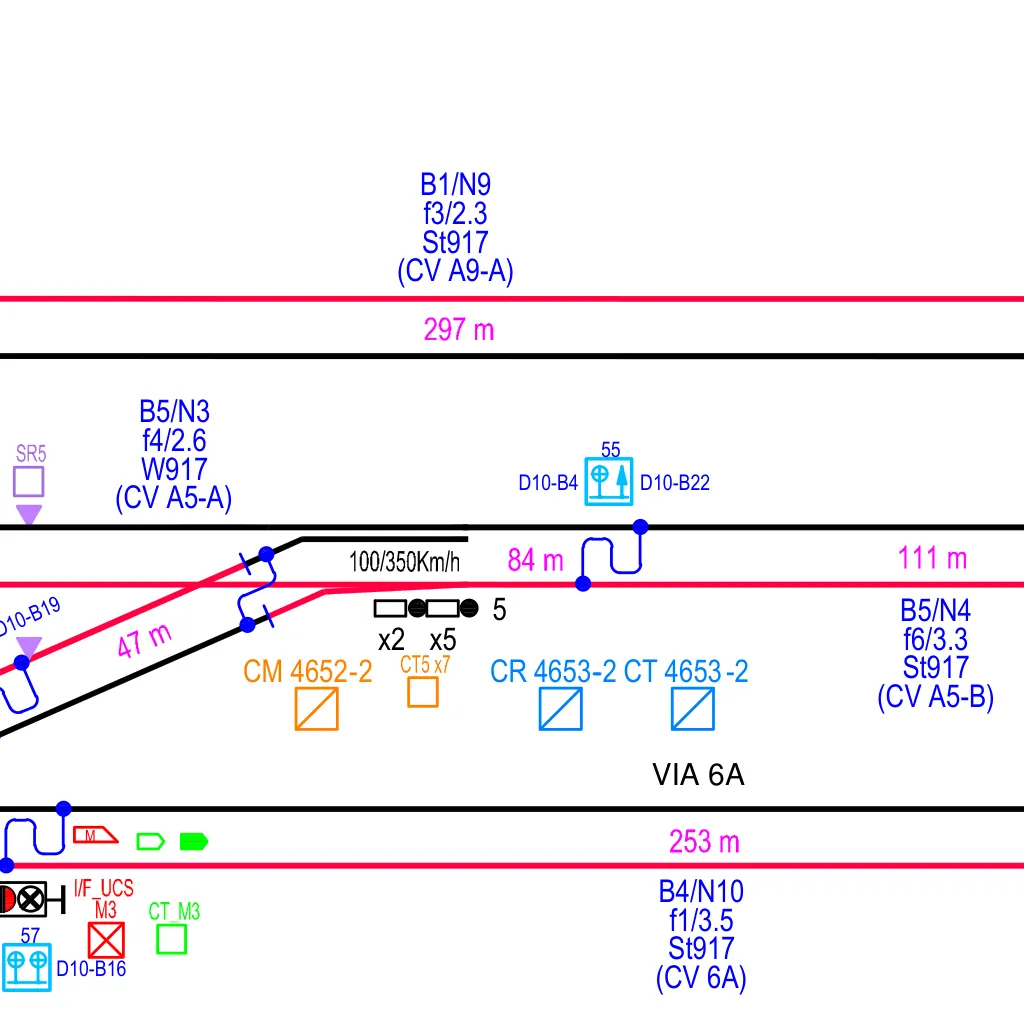 B1/N9
f3/2.3
St917
(CV A9-A)
297 m
B5/N3
f4/2.6
W917
(CV A5-A)
SR5
55
D10-B4
D10-B22
100/350Km/h
84 m
111 m
D10-B19
47 m
5
x2
x5
B5/N4
f6/3.3
St917
(CV A5-B)
CM 4652-2
CT5 x7
CR 4653-2
CT 4653-2
VIA 6A
M
253 m
I/F_UCS
M3
CT_M3
57
D10-B16
B4/N10
f1/3.5
St917
(CV 6A)